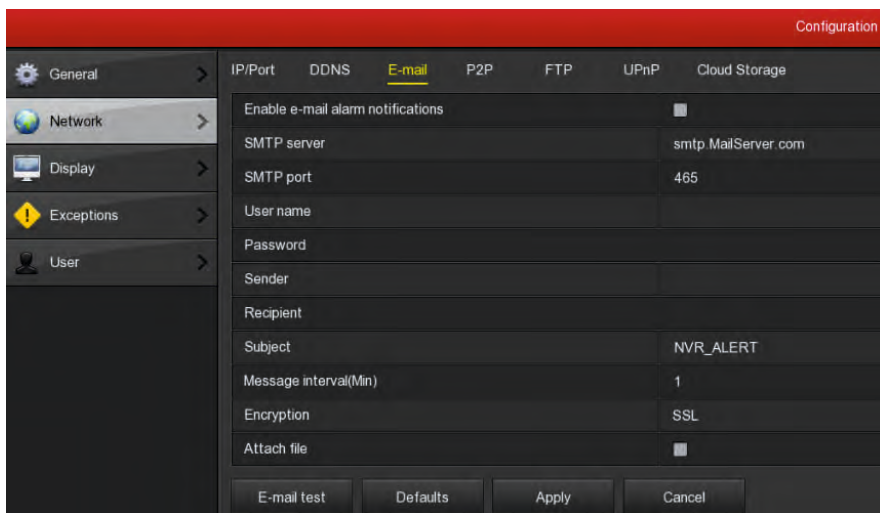 Configuration
General
Network
Display
Exceptions
User
IP/Port DDNS E-mail P2P FTP UPnP Cloud Storage
Enable e-mail alarm notifications
SMTP server smtp.MailServer.com
SMTP port 465
User name
Password
Sender
Recipient
Subject NVR_ALERT
Message interval(Min) 1
Encryption SSL
Attach file
E-mail test Defaults Apply Cancel